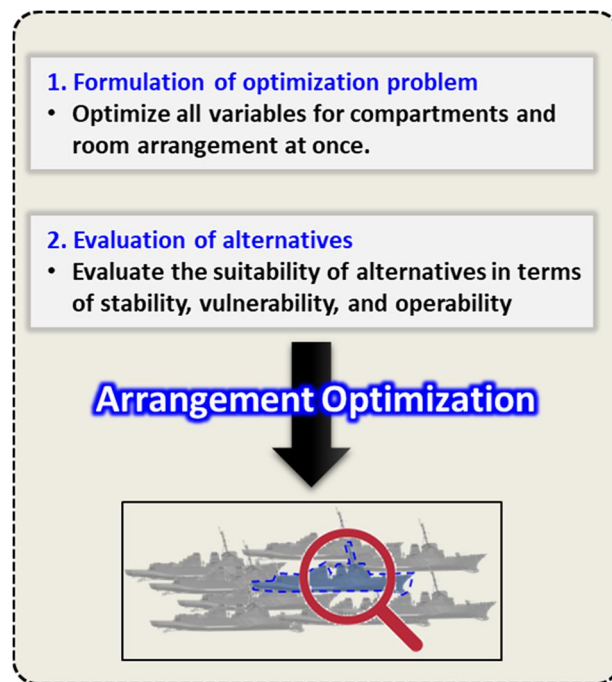 1. Formulation of optimization problem
• Optimize all variables for compartments and
room arrangement at once.
2. Evaluation of alternatives
• Evaluate the suitability of alternatives in terms
of stability, vulnerability, and operability
Arrangement Optimization